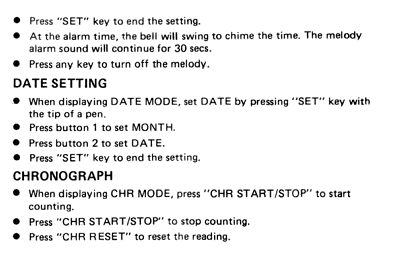 ● Press "SET" key to end the setting.
● At the alarm time, the bell will swing to chime the time. The melody
alarm sound will continue for 30 secs.
● Press any key to turn off the melody.
DATE SETTING
● When displaying DATE MODE, set DATE by pressing "SET" key with
the tip of a pen.
● Press button 1 to set MONTH.
● Press button 2 to set DATE.
● Press "SET" key to end the setting.
CHRONOGRAPH
● When displaying CHR MODE, press "CHR START/STOP" to start
counting.
● Press "CHR START/STOP" to stop counting.
● Press "CHR RESET" to reset the reading.